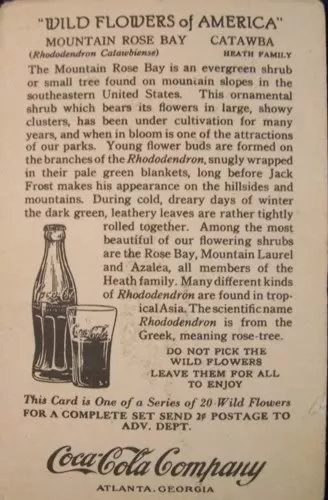 "WILD FLOWERS of AMERICA"
MOUNTAIN ROSE BAY CATAWBA
(Rhododendron Catawbiense) HEATH FAMILY
The Mountain Rose Bay is an evergreen shrub
or small tree found on mountain slopes in the
southeastern United States. This ornamental
shrub which bears its flowers in large, showy
clusters, has been under cultivation for many
years, and when in bloom is one of the attractions
of our parks. Young flower buds are formed on
the branches of the Rhododendron, snugly wrapped
in their pale green blankets, long before Jack
Frost makes his appearance on the hillsides and
mountains. During cold, dreary days of winter
the dark green, leathery leaves are rather tightly
rolled together. Among the most
beautiful of our flowering shrubs
are the Rose Bay, Mountain Laurel
and Azalea, all members of the
Heath family. Many different kinds
of Rhododendron are found in trop-
ical Asia. The scientific name
Rhododendron is from the
Greek, meaning rose-tree.
DO NOT PICK THE
WILD FLOWERS
LEAVE THEM FOR ALL
TO ENJOY
This Card is One of a Series of 20 Wild Flowers
FOR A COMPLETE SET SEND 2¢ POSTAGE TO
ADV. DEPT.
Coca-Cola Company
ATLANTA, GEORGIA